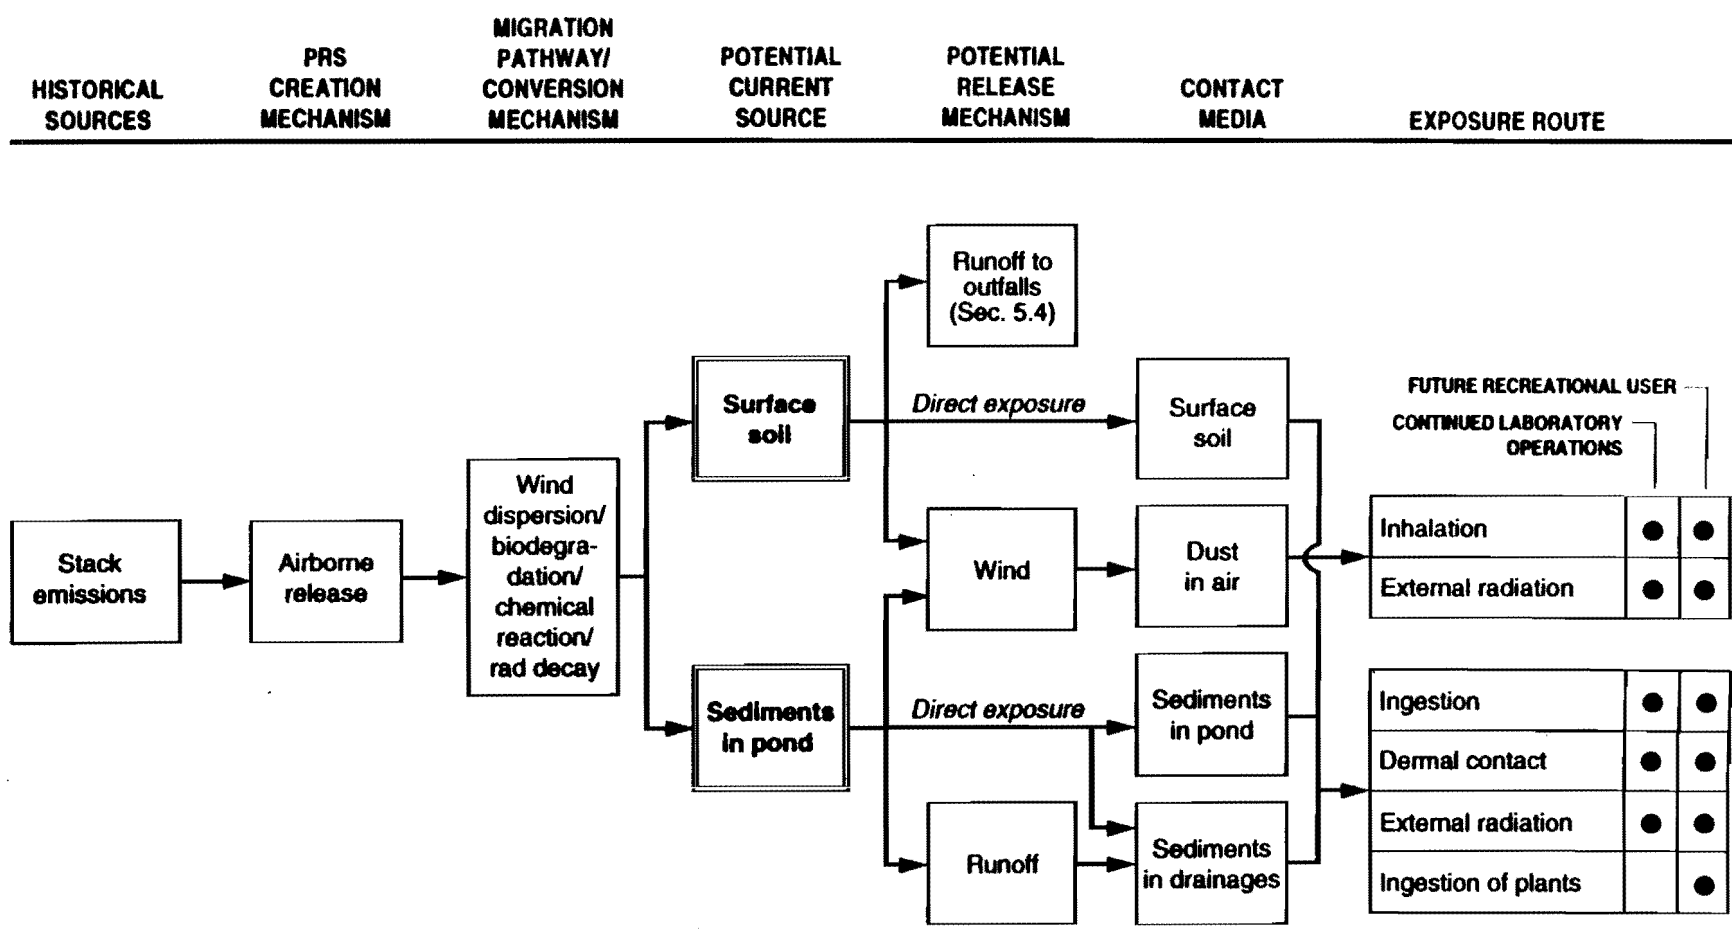 HISTORICAL
SOURCES
PRS
CREATION
MECHANISM
MIGRATION
PATHWAY/
CONVERSION
MECHANISM
POTENTIAL
CURRENT
SOURCE
POTENTIAL
RELEASE
MECHANISM
CONTACT
MEDIA
EXPOSURE ROUTE
Stack
emissions
Airborne
release
Wind
dispersion/
biodegra-
dation/
chemical
reaction/
rad decay
Surface
soil
Sediments
in pond
Runoff to
outfalls
(Sec. 5.4)
Direct exposure
Wind
Direct exposure
Runoff
Surface
soil
Dust
in air
Sediments
in pond
Sediments
in drainages
FUTURE RECREATIONAL USER
CONTINUED LABORATORY
OPERATIONS
Inhalation
External radiation
Ingestion
Dermal contact
External radiation
Ingestion of plants